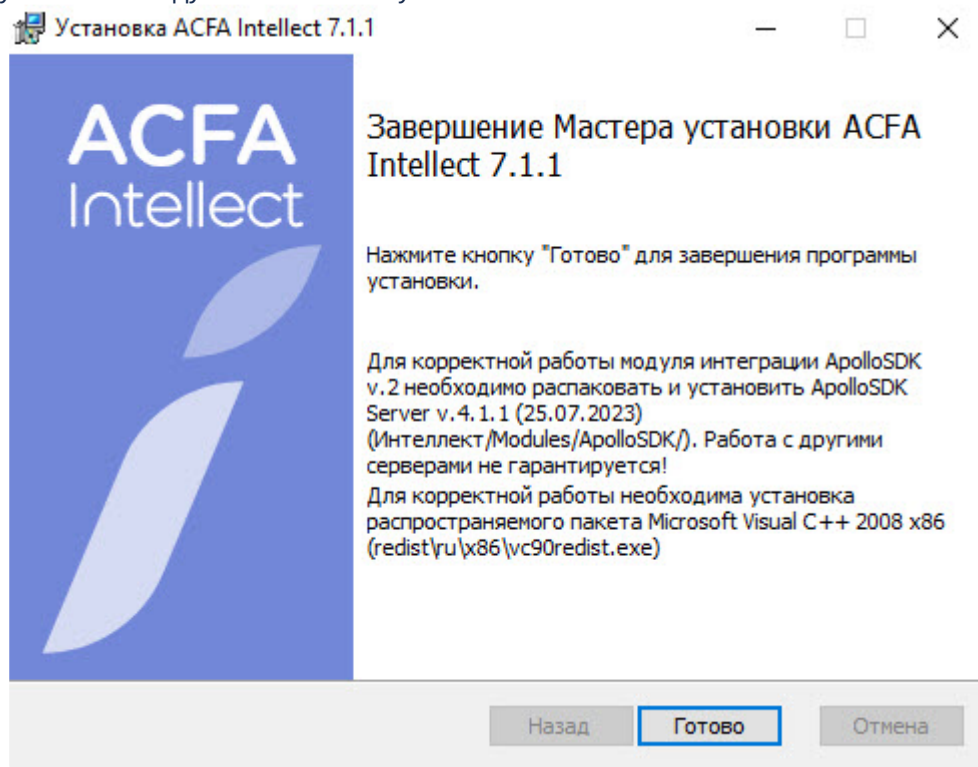 Установка ACFA Intellect 7.1.1
ACFA
Intellect
Завершение Мастера установки ACFA
Intellect 7.1.1
Нажмите кнопку "Готово" для завершения программы
установки.
Для корректной работы модуля интеграции ApolloSDK
v.2 необходимо распаковать и установить ApolloSDK
Server v.4.1.1 (25.07.2023)
(Интеллект/Modules/ApolloSDK/). Работа с другими
серверами не гарантируется!
Для корректной работы необходима установка
распространяемого пакета Microsoft Visual C++ 2008 x86
(redist\ru\x86\vc90redist.exe)
Назад
Готово
Отмена